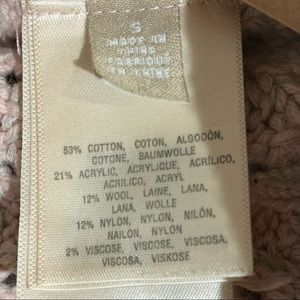 S
MADE IN
CHINA
FABRIQUÉ
EN CHINE
53% COTTON, COTON, ALGODÓN,
COTONE, BAUMWOLLE
21% ACRYLIC, ACRYLIQUE, ACRÍLICO,
ACRILICO, ACRYL
12% WOOL, LAINE, LANA,
LANA, WOLLE
12% NYLON, NYLON, NILÓN,
NAILON, NYLON
2% VISCOSE, VISCOSE, VISCOSA,
VISCOSA, VISKOSE